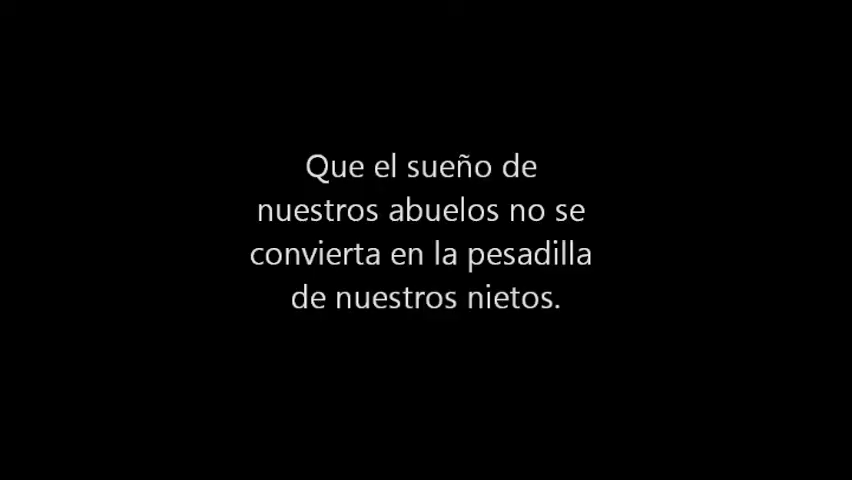 Que el sueño de
nuestros abuelos no se
convierta en la pesadilla
de nuestros nietos.